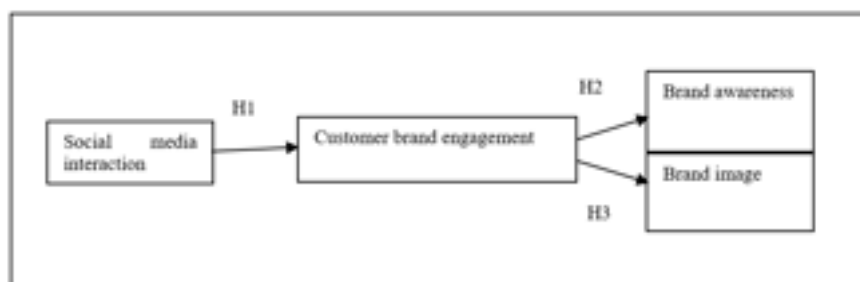 H1
Social media
interaction
Customer brand engagement
H2
Brand awareness
Brand image
H3